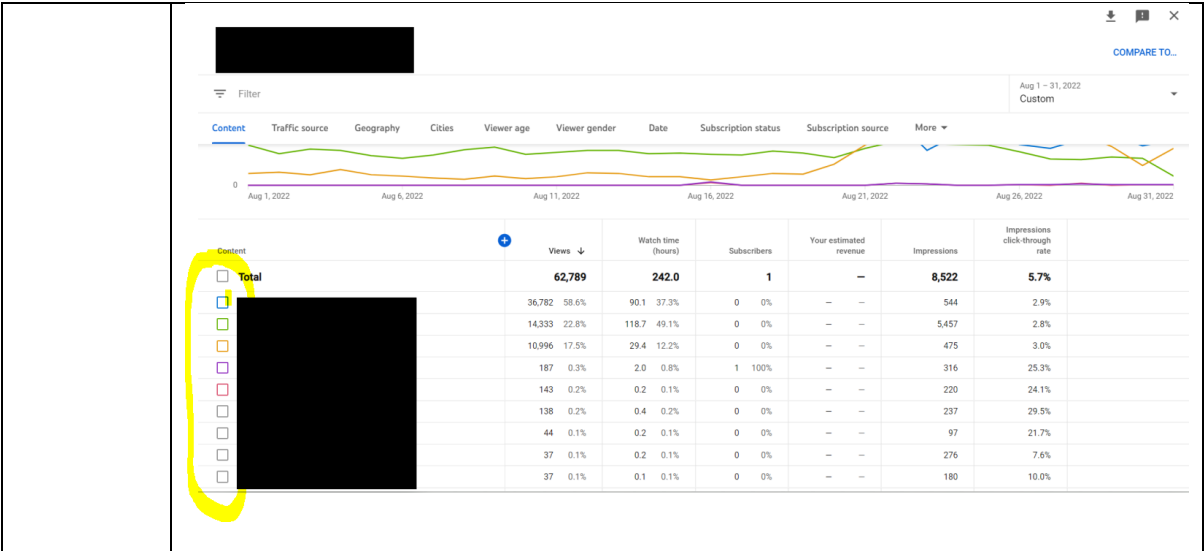 COMPARE TO...
Filter
Aug 1 – 31, 2022
Custom
Content Traffic source Geography Cities Viewer age Viewer gender Date Subscription status Subscription source More
0
Aug 1, 2022 Aug 6, 2022 Aug 11, 2022 Aug 16, 2022 Aug 21, 2022 Aug 26, 2022 Aug 31, 2022
Content Views Watch time (hours) Subscribers Your estimated revenue Impressions Impressions click-through rate
Total 62,789 242.0 1 — 8,522 5.7%
36,782 58.6% 90.1 37.3% 0 0% — — 544 2.9%
14,333 22.8% 118.7 49.1% 0 0% — — 5,457 2.8%
10,996 17.5% 29.4 12.2% 0 0% — — 475 3.0%
187 0.3% 2.0 0.8% 1 100% — — 316 25.3%
143 0.2% 0.2 0.1% 0 0% — — 220 24.1%
138 0.2% 0.4 0.2% 0 0% — — 237 29.5%
44 0.1% 0.2 0.1% 0 0% — — 97 21.7%
37 0.1% 0.2 0.1% 0 0% — — 276 7.6%
37 0.1% 0.1 0.1% 0 0% — — 180 10.0%